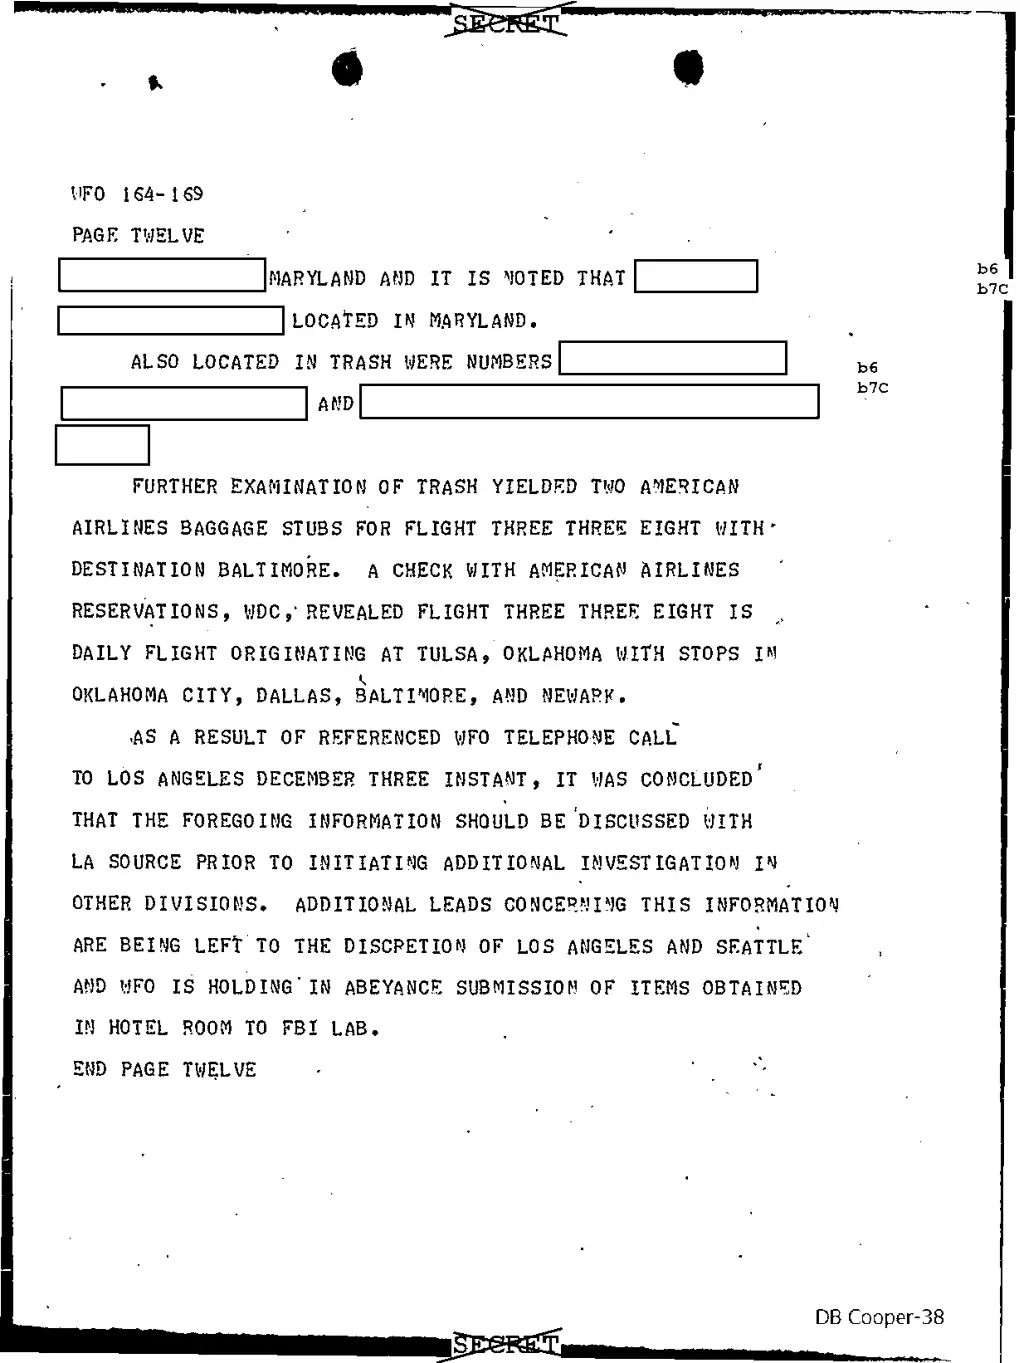 SECRET
WFO 164-169
PAGE TWELVE
MARYLAND AND IT IS NOTED THAT
b6
b7C
LOCATED IN MARYLAND.
ALSO LOCATED IN TRASH WERE NUMBERS
b6
b7C
AND
FURTHER EXAMINATION OF TRASH YIELDED TWO AMERICAN
AIRLINES BAGGAGE STUBS FOR FLIGHT THREE THREE EIGHT WITH
DESTINATION BALTIMORE. A CHECK WITH AMERICAN AIRLINES
RESERVATIONS, WDC, REVEALED FLIGHT THREE THREE EIGHT IS
DAILY FLIGHT ORIGINATING AT TULSA, OKLAHOMA WITH STOPS IN
OKLAHOMA CITY, DALLAS, BALTIMORE, AND NEWARK.
AS A RESULT OF REFERENCED WFO TELEPHONE CALL
TO LOS ANGELES DECEMBER THREE INSTANT, IT WAS CONCLUDED
THAT THE FOREGOING INFORMATION SHOULD BE DISCUSSED WITH
LA SOURCE PRIOR TO INITIATING ADDITIONAL INVESTIGATION IN
OTHER DIVISIONS. ADDITIONAL LEADS CONCERNING THIS INFORMATION
ARE BEING LEFT TO THE DISCRETION OF LOS ANGELES AND SEATTLE
AND WFO IS HOLDING IN ABEYANCE SUBMISSION OF ITEMS OBTAINED
IN HOTEL ROOM TO FBI LAB.
END PAGE TWELVE
DB Cooper-38
SECRET